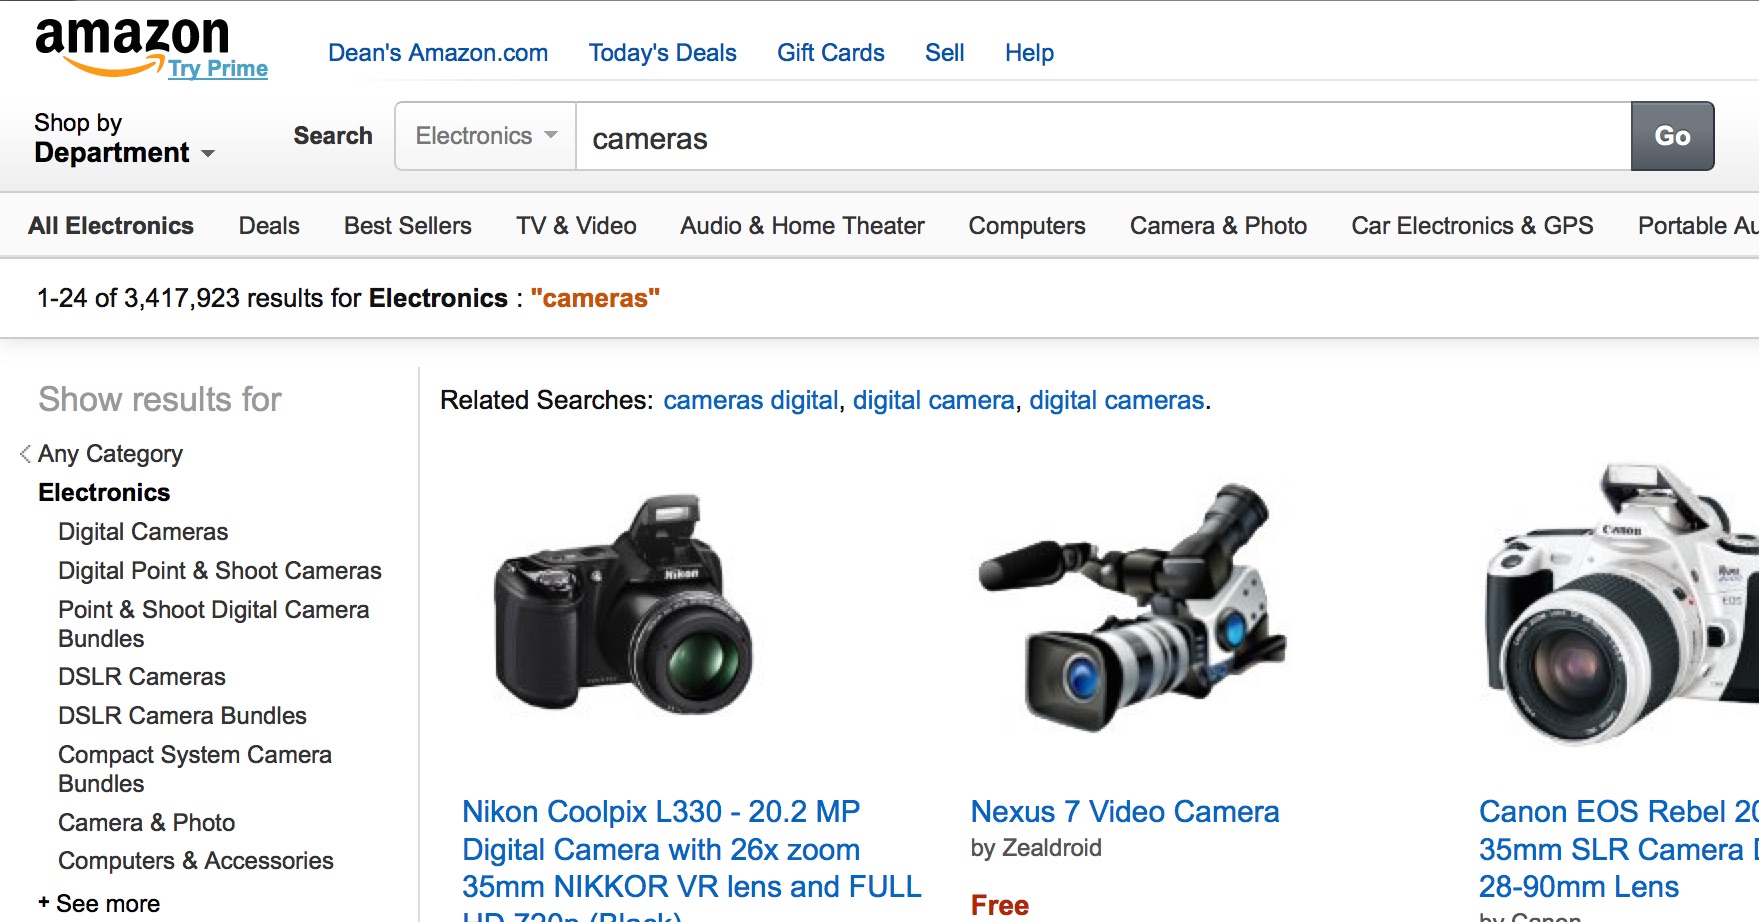 amazon
Try Prime
Dean's Amazon.com Today's Deals Gift Cards Sell Help
Shop by
Department
Search Electronics cameras Go
All Electronics Deals Best Sellers TV & Video Audio & Home Theater Computers Camera & Photo Car Electronics & GPS Portable Au
1-24 of 3,417,923 results for Electronics : "cameras"
Show results for
Any Category
Electronics
Digital Cameras
Digital Point & Shoot Cameras
Point & Shoot Digital Camera
Bundles
DSLR Cameras
DSLR Camera Bundles
Compact System Camera
Bundles
Camera & Photo
Computers & Accessories
+ See more
Related Searches: cameras digital, digital camera, digital cameras.
Nikon
Canon
EOS
Nikon Coolpix L330 - 20.2 MP
Digital Camera with 26x zoom
35mm NIKKOR VR lens and FULL
HD 720p (Black)
Nexus 7 Video Camera
by Zealdroid
Free
Canon EOS Rebel 20
35mm SLR Camera D
28-90mm Lens
by Canon